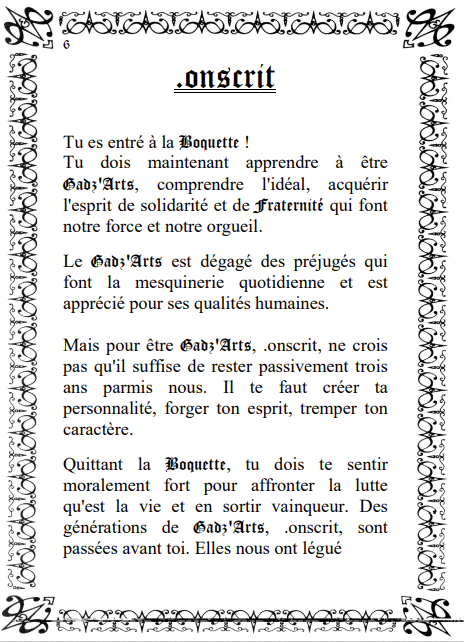 6
.onscrit
Tu es entré à la Boquette !
Tu dois maintenant apprendre à être
Gadz'Arts, comprendre l'idéal, acquérir
l'esprit de solidarité et de Fraternité qui font
notre force et notre orgueil.
Le Gadz'Arts est dégagé des préjugés qui
font la mesquinerie quotidienne et est
apprécié pour ses qualités humaines.
Mais pour être Gadz'Arts, .onscrit, ne crois
pas qu'il suffise de rester passivement trois
ans parmis nous. Il te faut créer ta
personnalité, forger ton esprit, tremper ton
caractère.
Quittant la Boquette, tu dois te sentir
moralement fort pour affronter la lutte
qu'est la vie et en sortir vainqueur. Des
générations de Gadz'Arts, .onscrit, sont
passées avant toi. Elles nous ont légué